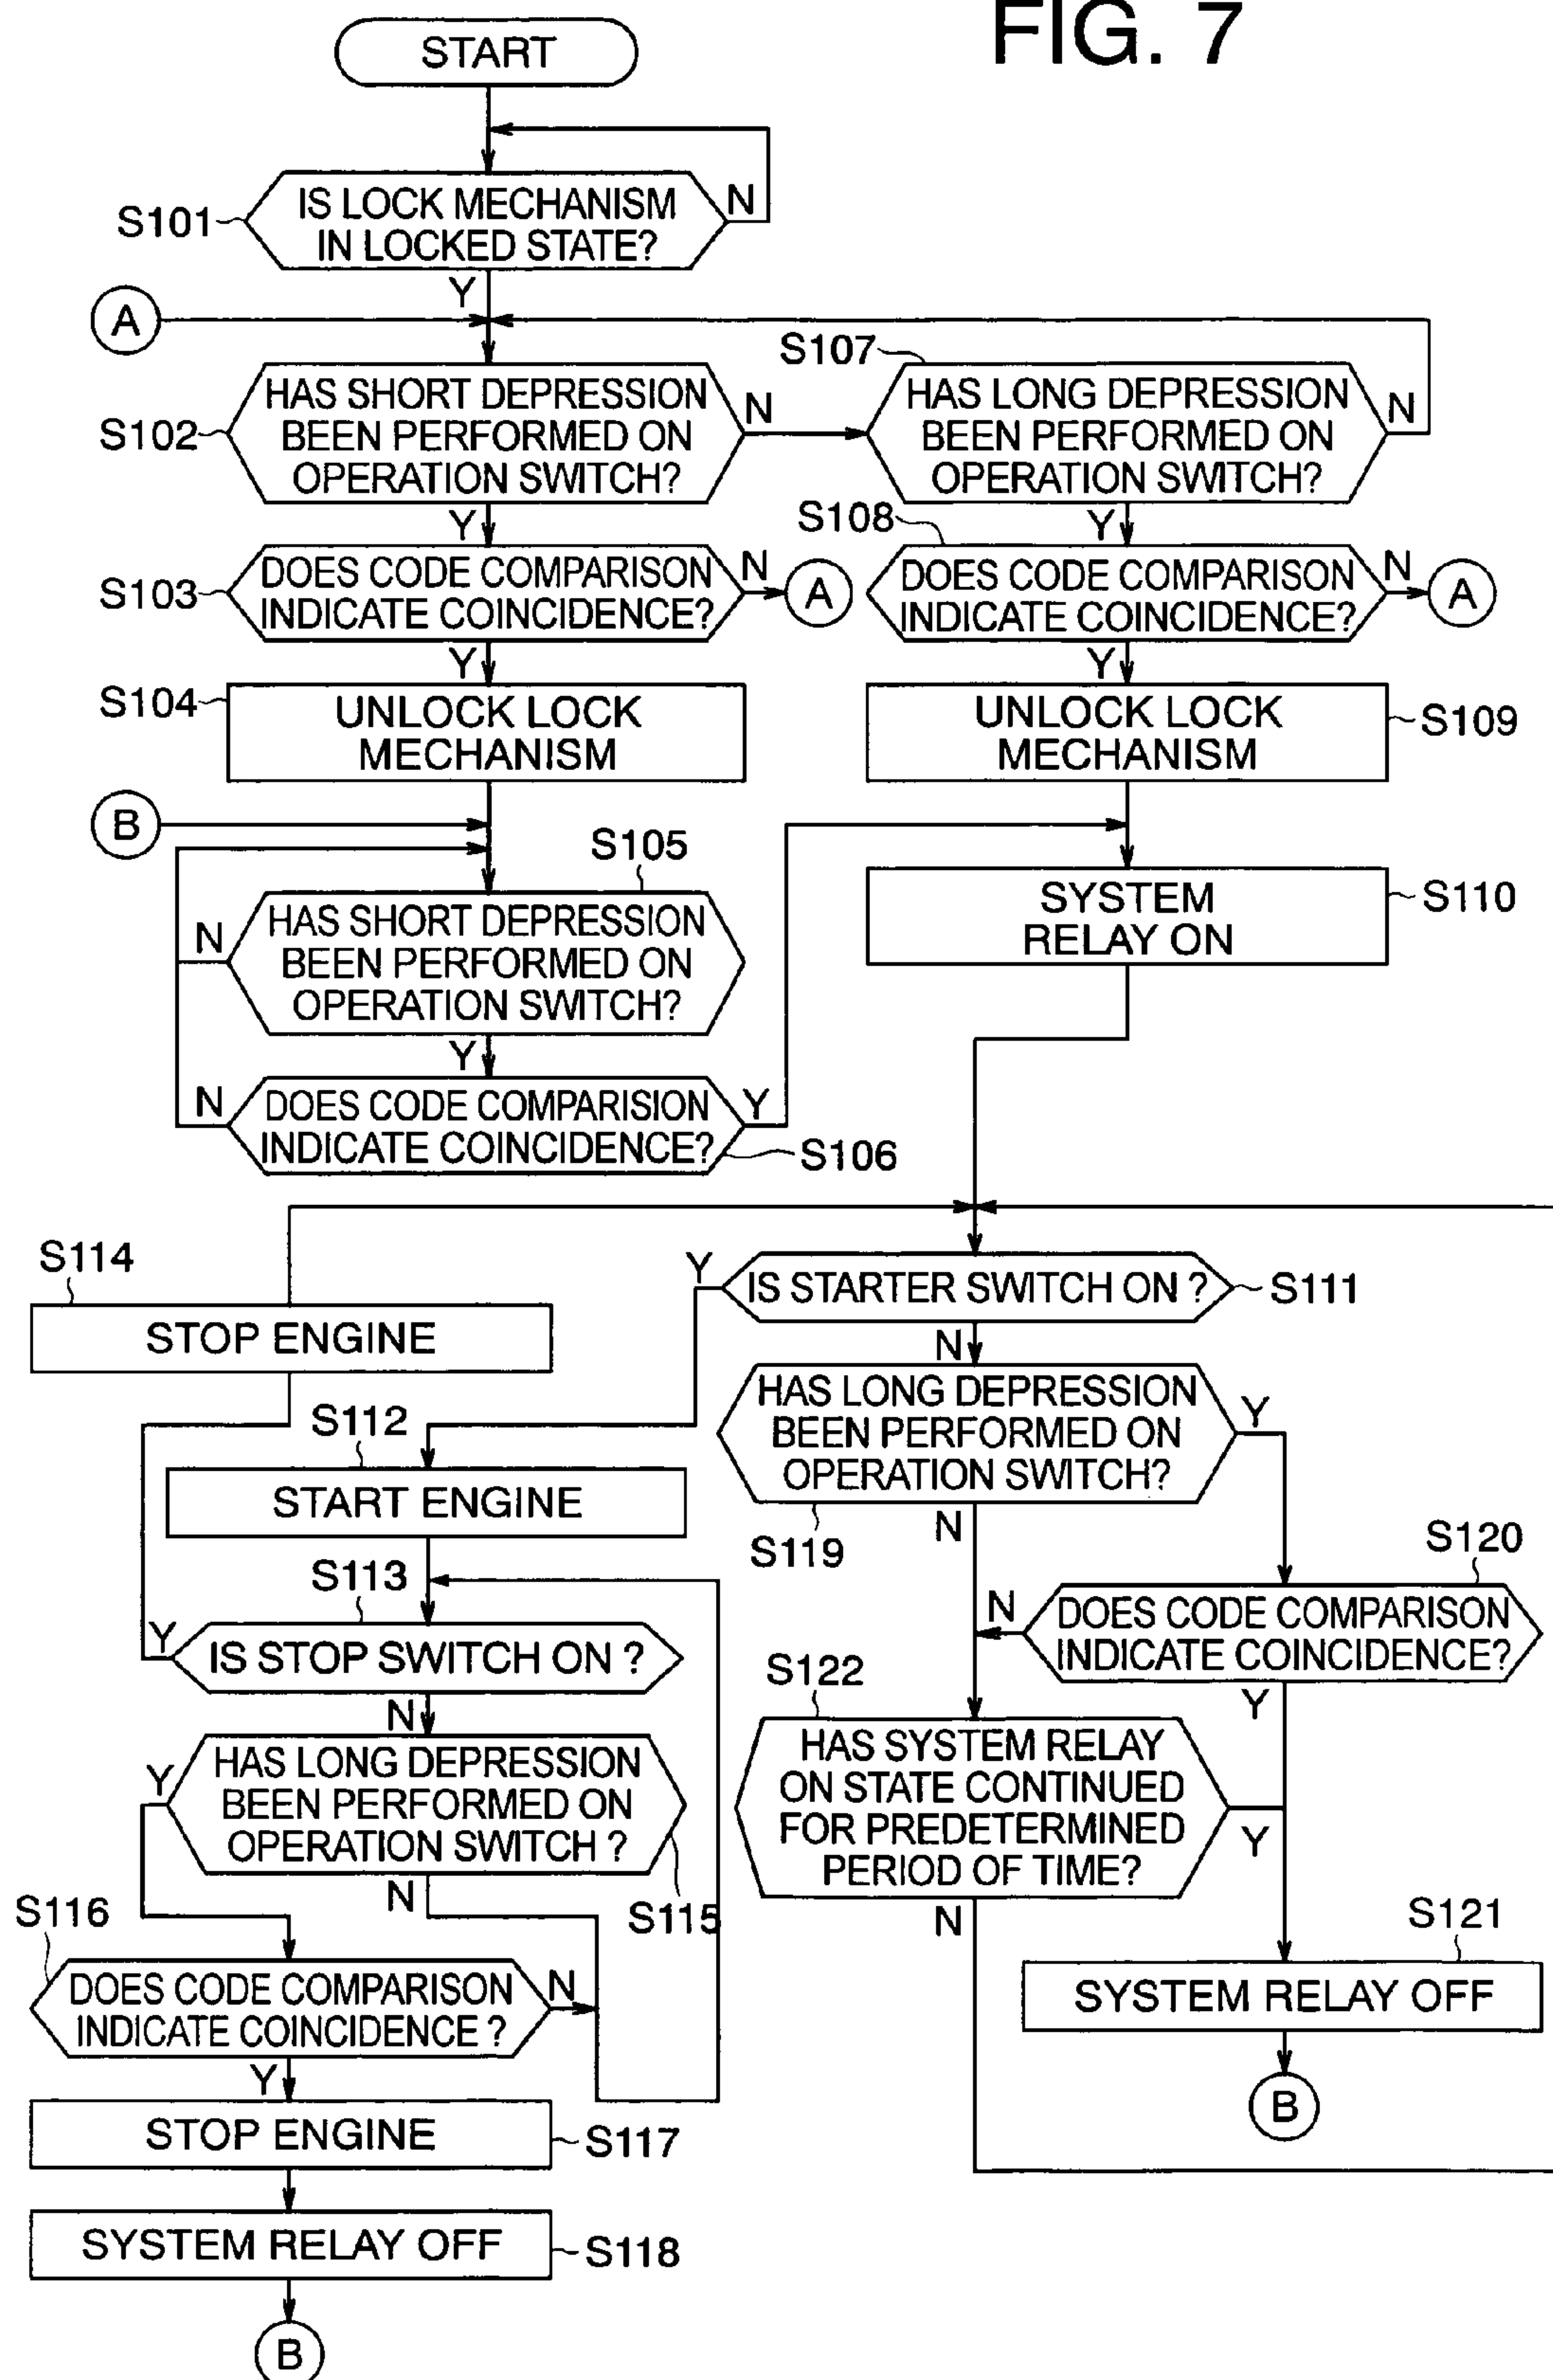 FIG. 7
START
S101
IS LOCK MECHANISM
IN LOCKED STATE?
N
Y
A
S102
HAS SHORT DEPRESSION
BEEN PERFORMED ON
OPERATION SWITCH?
N
S107
HAS LONG DEPRESSION
BEEN PERFORMED ON
OPERATION SWITCH?
N
Y
Y
S103
DOES CODE COMPARISON
INDICATE COINCIDENCE?
N
A
S108
DOES CODE COMPARISON
INDICATE COINCIDENCE?
N
A
Y
Y
S104
UNLOCK LOCK
MECHANISM
UNLOCK LOCK
MECHANISM
S109
B
S105
HAS SHORT DEPRESSION
BEEN PERFORMED ON
OPERATION SWITCH?
N
Y
SYSTEM
RELAY ON
S110
N
DOES CODE COMPARISION
INDICATE COINCIDENCE?
Y
S106
S114
STOP ENGINE
Y
IS STARTER SWITCH ON ?
S111
N
S112
START ENGINE
HAS LONG DEPRESSION
BEEN PERFORMED ON
OPERATION SWITCH?
Y
S119
N
S113
Y
IS STOP SWITCH ON ?
N
S120
N
DOES CODE COMPARISON
INDICATE COINCIDENCE?
Y
Y
HAS LONG DEPRESSION
BEEN PERFORMED ON
OPERATION SWITCH ?
N
S115
S122
HAS SYSTEM RELAY
ON STATE CONTINUED
FOR PREDETERMINED
PERIOD OF TIME?
Y
N
S116
DOES CODE COMPARISON
INDICATE COINCIDENCE ?
N
Y
S121
SYSTEM RELAY OFF
B
STOP ENGINE
S117
SYSTEM RELAY OFF
S118
B